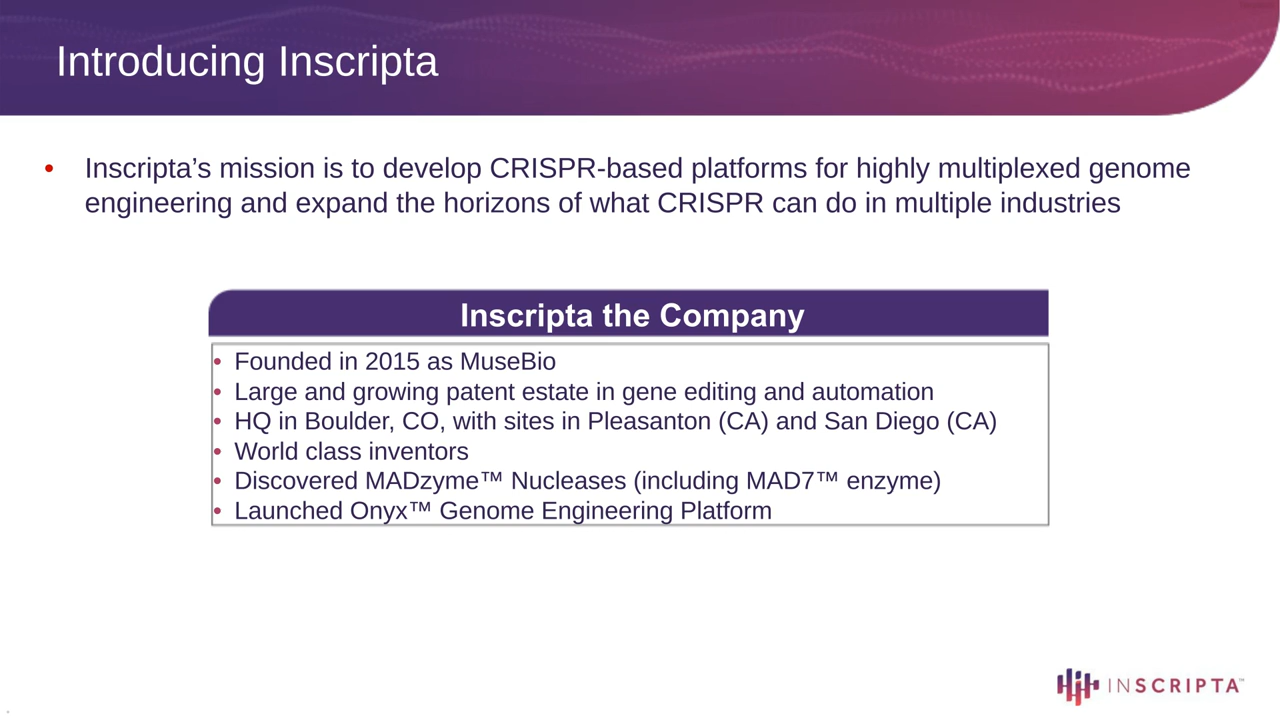 Introducing Inscripta
• Inscripta’s mission is to develop CRISPR-based platforms for highly multiplexed genome
engineering and expand the horizons of what CRISPR can do in multiple industries
Inscripta the Company
• Founded in 2015 as MuseBio
• Large and growing patent estate in gene editing and automation
• HQ in Boulder, CO, with sites in Pleasanton (CA) and San Diego (CA)
• World class inventors
• Discovered MADzyme™ Nucleases (including MAD7™ enzyme)
• Launched Onyx™ Genome Engineering Platform
INSCRIPTA™